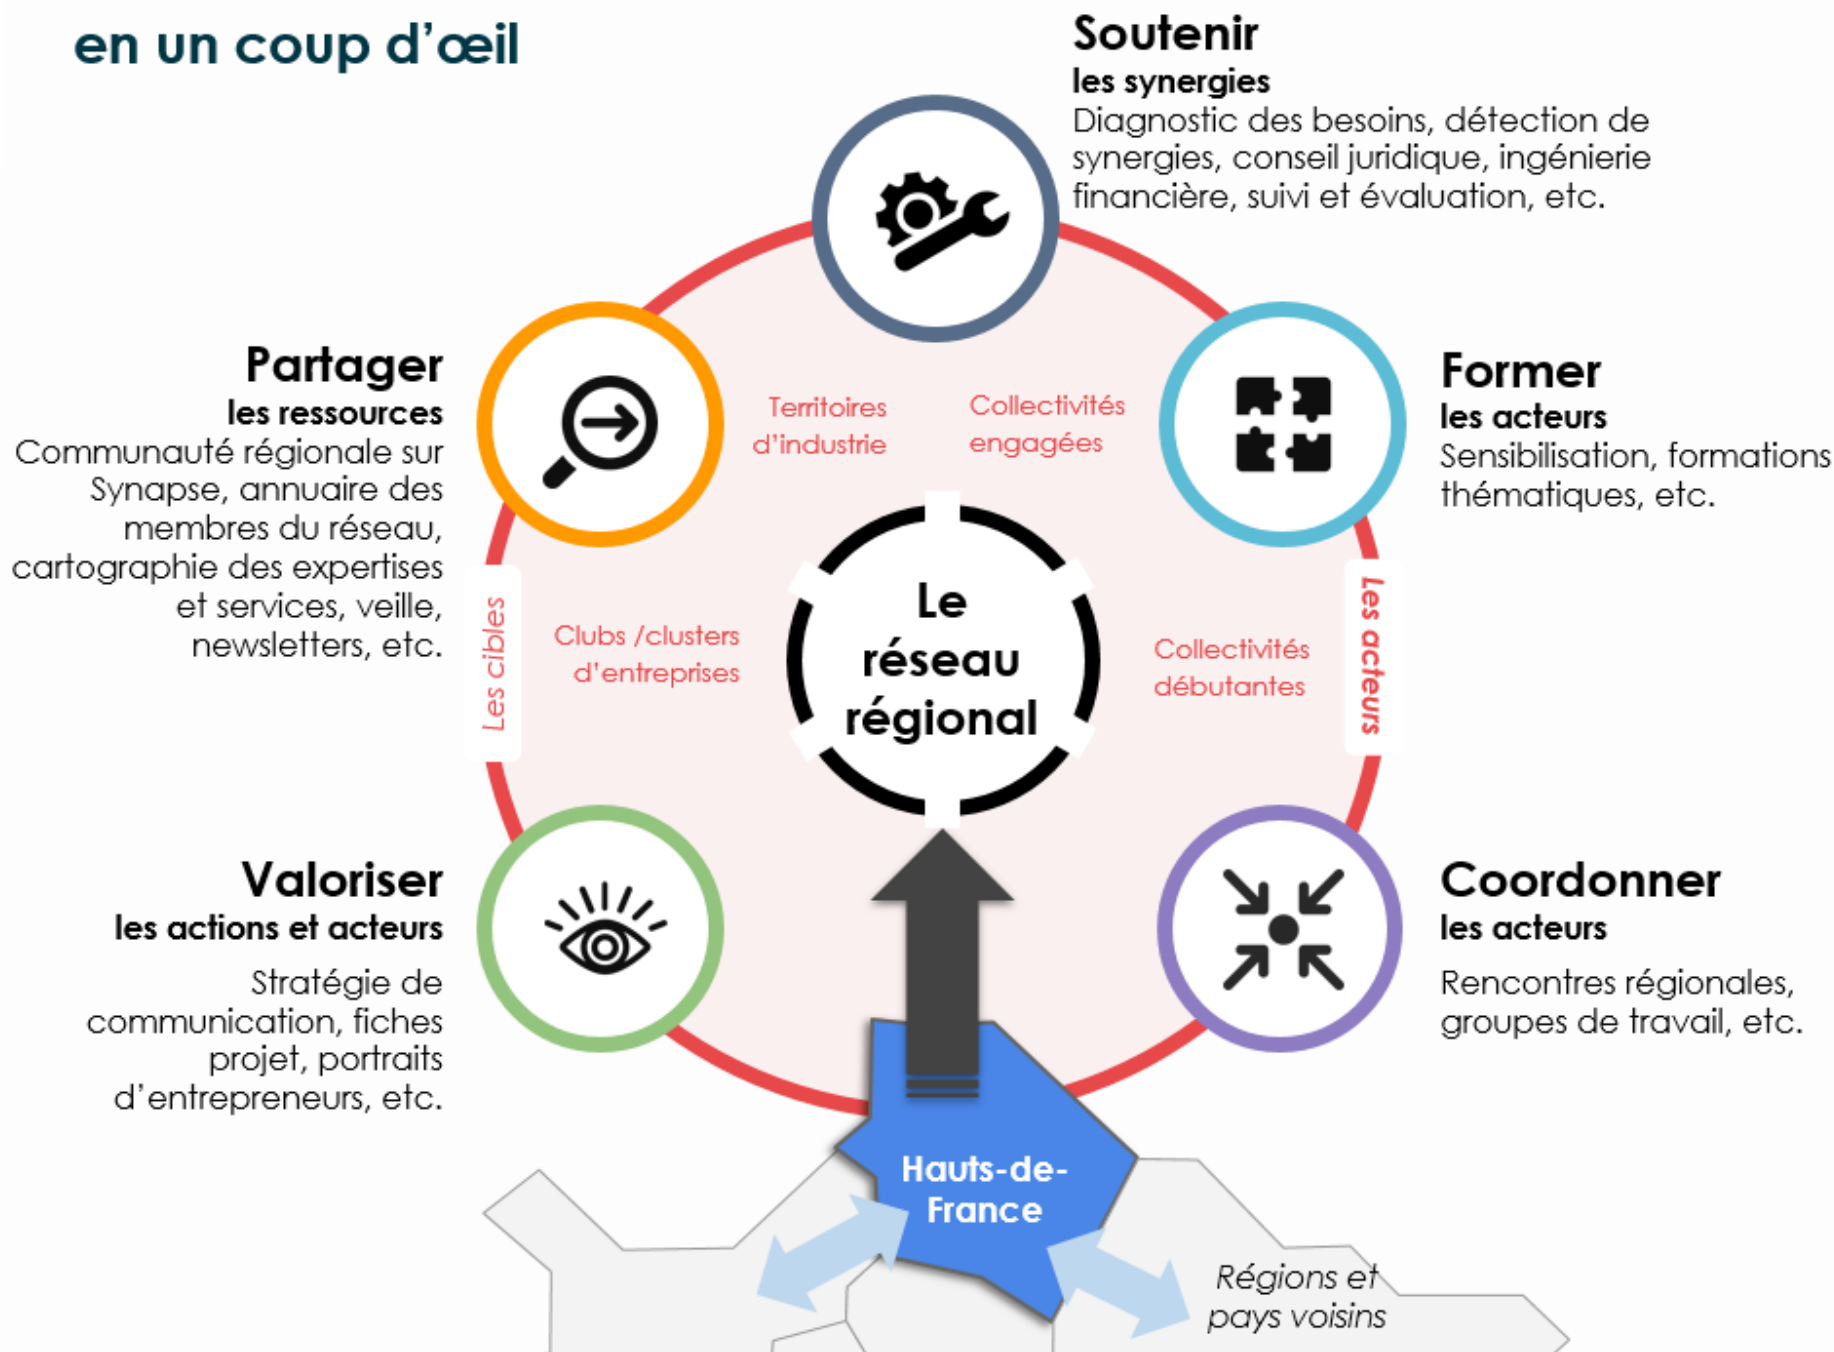 en un coup d’œil
Soutenir
les synergies
Diagnostic des besoins, détection de
synergies, conseil juridique, ingénierie
financière, suivi et évaluation, etc.
Partager
les ressources
Communauté régionale sur
Synapse, annuaire des
membres du réseau,
cartographie des expertises
et services, veille,
newsletters, etc.
Former
les acteurs
Sensibilisation, formations
thématiques, etc.
Territoires
d’industrie
Collectivités
engagées
Les cibles
Clubs /clusters
d’entreprises
Le
réseau
régional
Collectivités
débutantes
Les acteurs
Valoriser
les actions et acteurs
Stratégie de
communication, fiches
projet, portraits
d’entrepreneurs, etc.
Coordonner
les acteurs
Rencontres régionales,
groupes de travail, etc.
Hauts-de-
France
Régions et
pays voisins